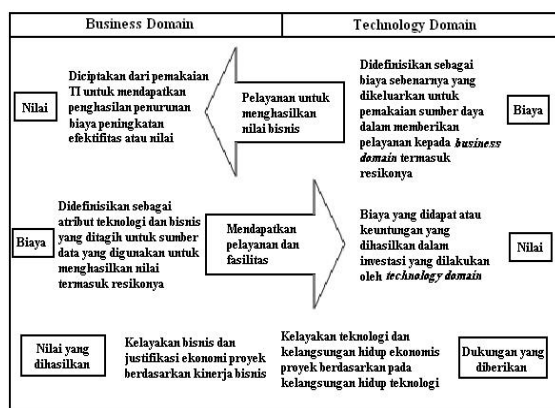 Business Domain
Technology Domain
Nilai
Diciptakan dari pemakaian
TI untuk mendapatkan
penghasilan penurunan
biaya peningkatan
efektifitas atau nilai
Pelayanan untuk
menghasilkan
nilai bisnis
Didefinisikan sebagai
biaya sebenarnya yang
dikeluarkan untuk
pemakaian sumber daya
dalam memberikan
pelayanan kepada business
domain termasuk
resikonya
Biaya
Biaya
Didefinisikan sebagai
atribut teknologi dan bisnis
yang ditagih untuk sumber
data yang digunakan untuk
menghasilkan nilai
termasuk resikonya
Mendapatkan
pelayanan dan
fasilitas
Biaya yang didapat atau
keuntungan yang
dihasilkan dalam
investasi yang dilakukan
oleh technology domain
Nilai
Nilai yang
dihasilkan
Kelayakan bisnis dan
justifikasi ekonomi proyek
berdasarkan kinerja bisnis
Kelayakan teknologi dan
kelangsungan hidup ekonomis
proyek berdasarkan pada
kelangsungan hidup teknologi
Dukungan yang
diberikan